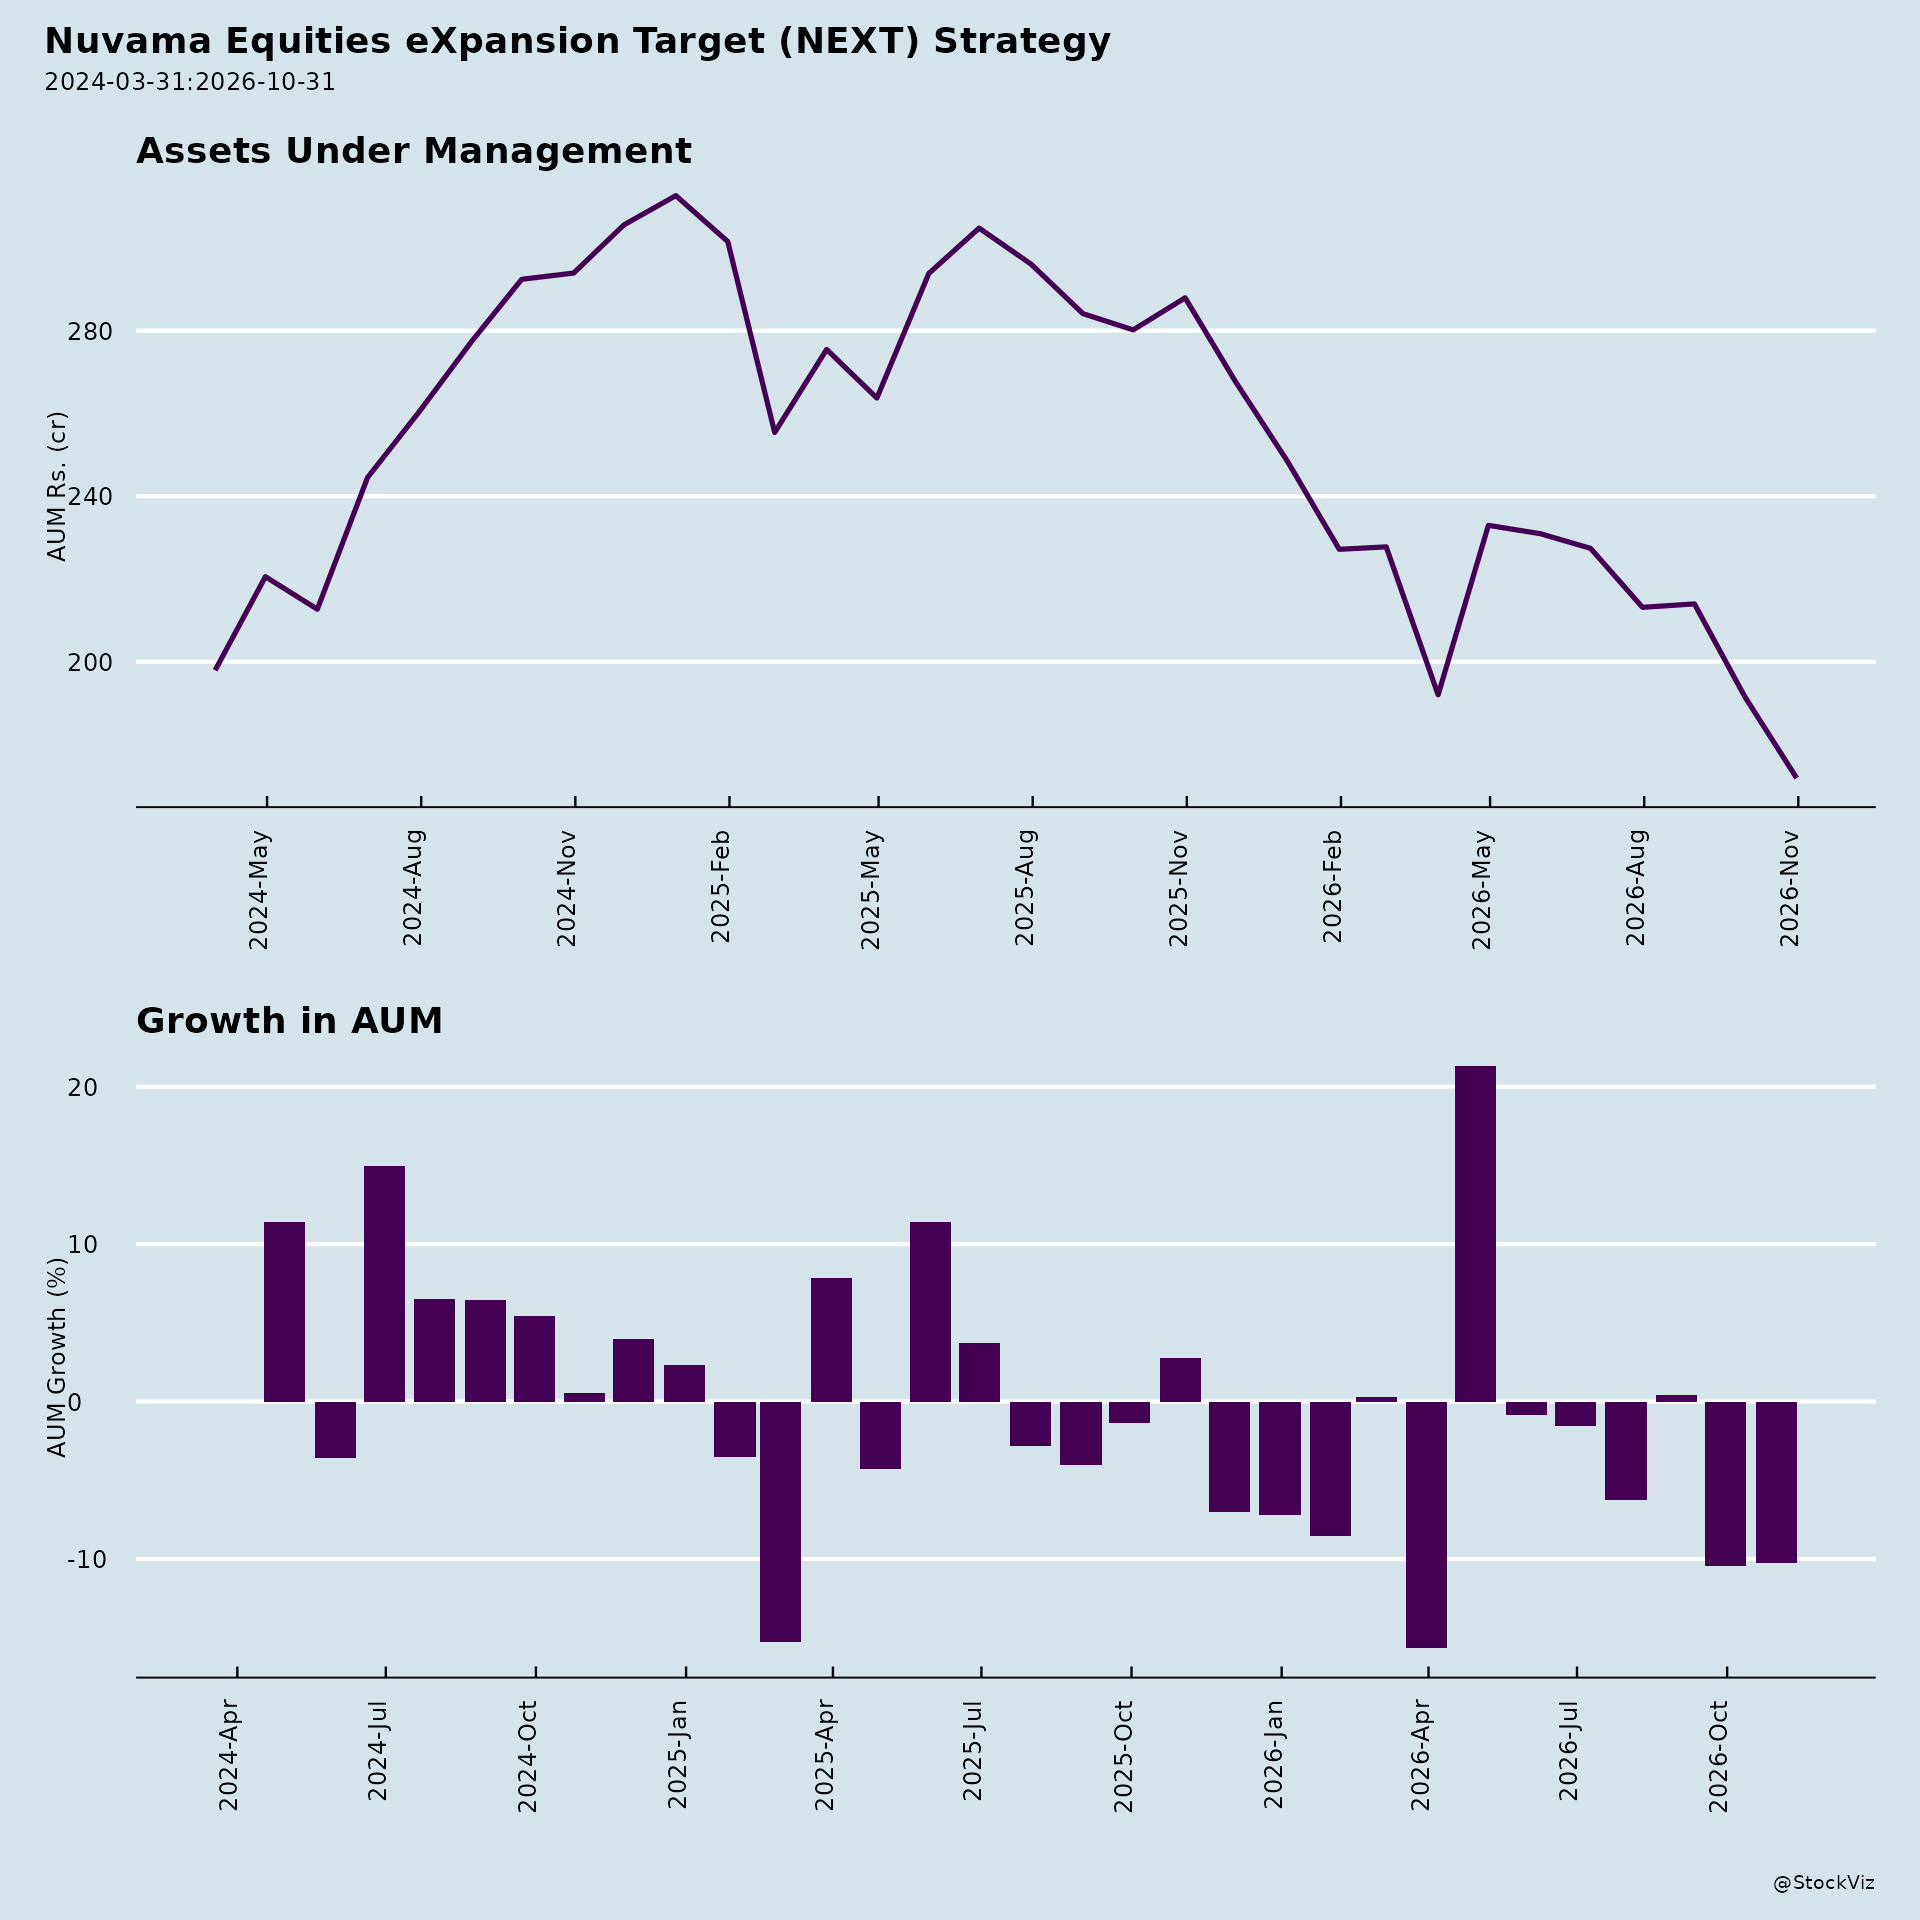 Nuvama Equities eXpansion Target (NEXT) Strategy
2024-03-31:2026-10-31
Assets Under Management
280
240
200
AUM Rs. (cr)
2024-May
2024-Aug
2024-Nov
2025-Feb
2025-May
2025-Aug
2025-Nov
2026-Feb
2026-May
2026-Aug
2026-Nov
Growth in AUM
20
10
0
-10
AUM Growth (%)
2024-Apr
2024-Jul
2024-Oct
2025-Jan
2025-Apr
2025-Jul
2025-Oct
2026-Jan
2026-Apr
2026-Jul
2026-Oct
@StockViz